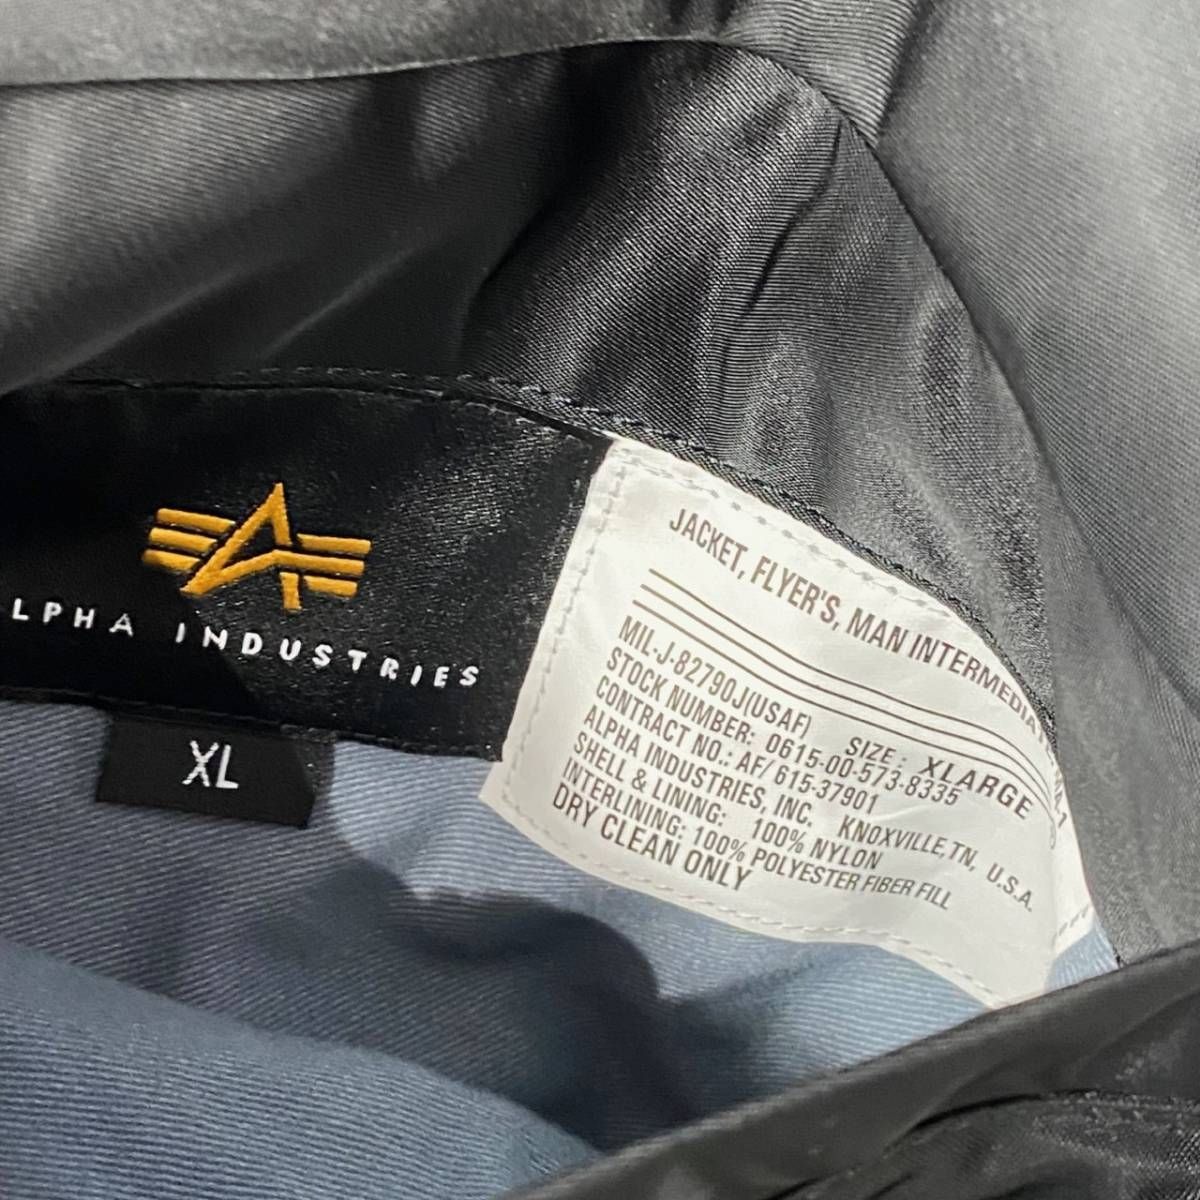 LPHA INDUSTRIES
XL
JACKET, FLYER'S, MAN INTERMEDIATE
MIL-J-82790J(USAF) SIZE: XLARGE
STOCK NUMBER: 0615-00-573-8335
CONTRACT NO.: AF/ 615-37901
ALPHA INDUSTRIES, INC. KNOXVILLE, TN, U.S.A.
SHELL & LINING: 100% NYLON
INTERLINING: 100% POLYESTER FIBER FILL
DRY CLEAN ONLY